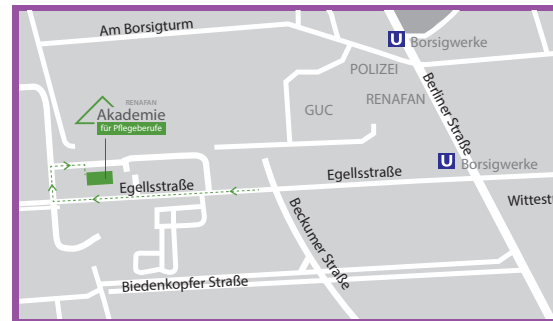 Am Borsigturm
U Borsigwerke
POLIZEI
RENAFAN
GUC
Berliner Straße
RENAFAN
Akademie
für Pflegeberufe
U Borsigwerke
Egellsstraße
Egellsstraße
Wittestr
Beckumer Straße
Biedenkopfer Straße